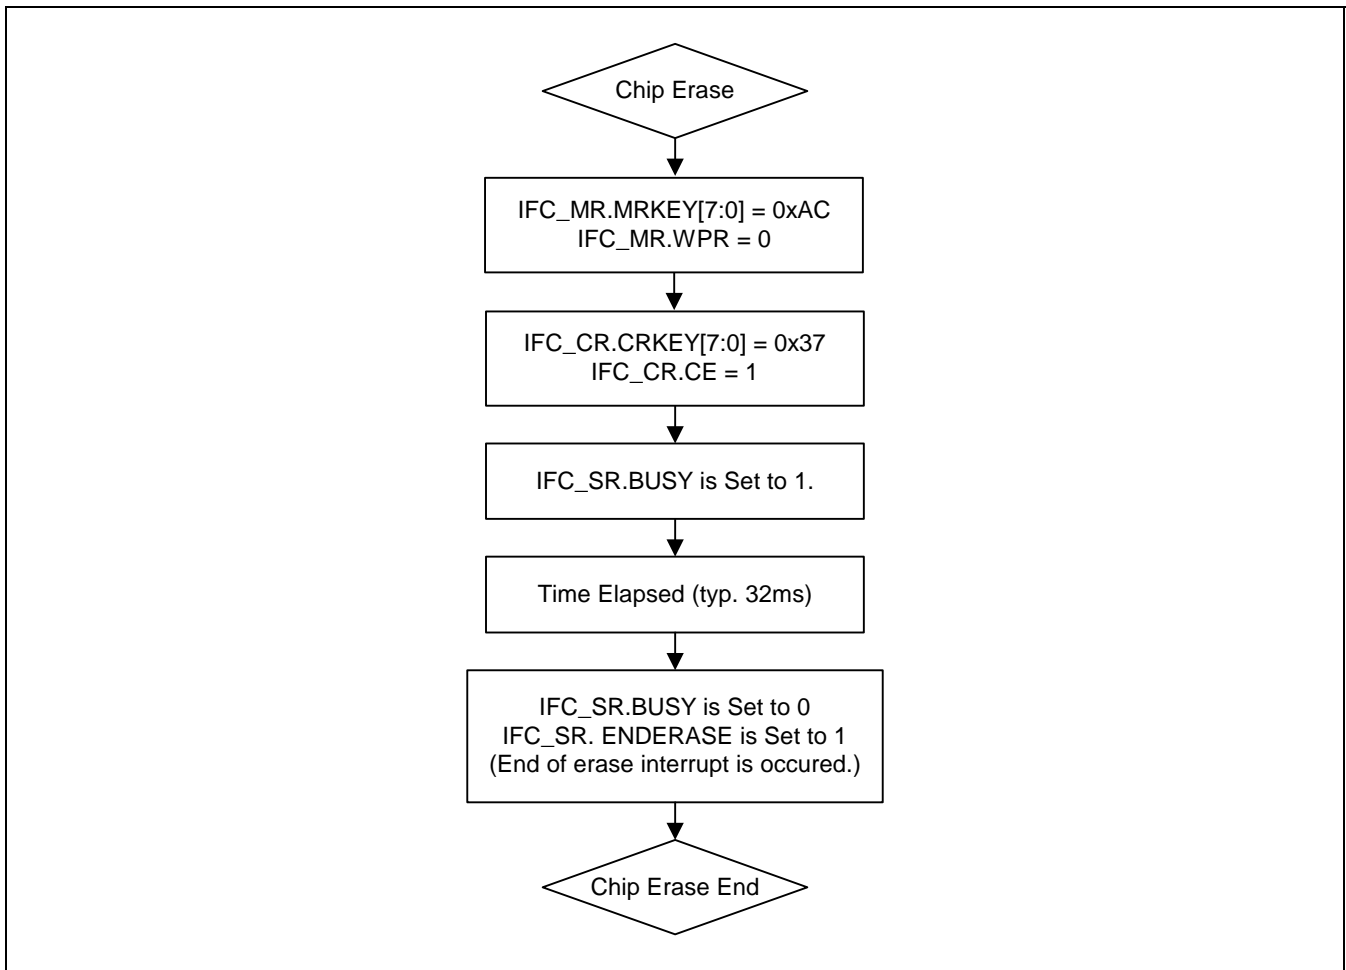 Chip Erase
IFC_MR.MRKEY[7:0] = 0xAC
IFC_MR.WPR = 0
IFC_CR.CRKEY[7:0] = 0x37
IFC_CR.CE = 1
IFC_SR.BUSY is Set to 1.
Time Elapsed (typ. 32ms)
IFC_SR.BUSY is Set to 0
IFC_SR. ENDERASE is Set to 1
(End of erase interrupt is occured.)
Chip Erase End